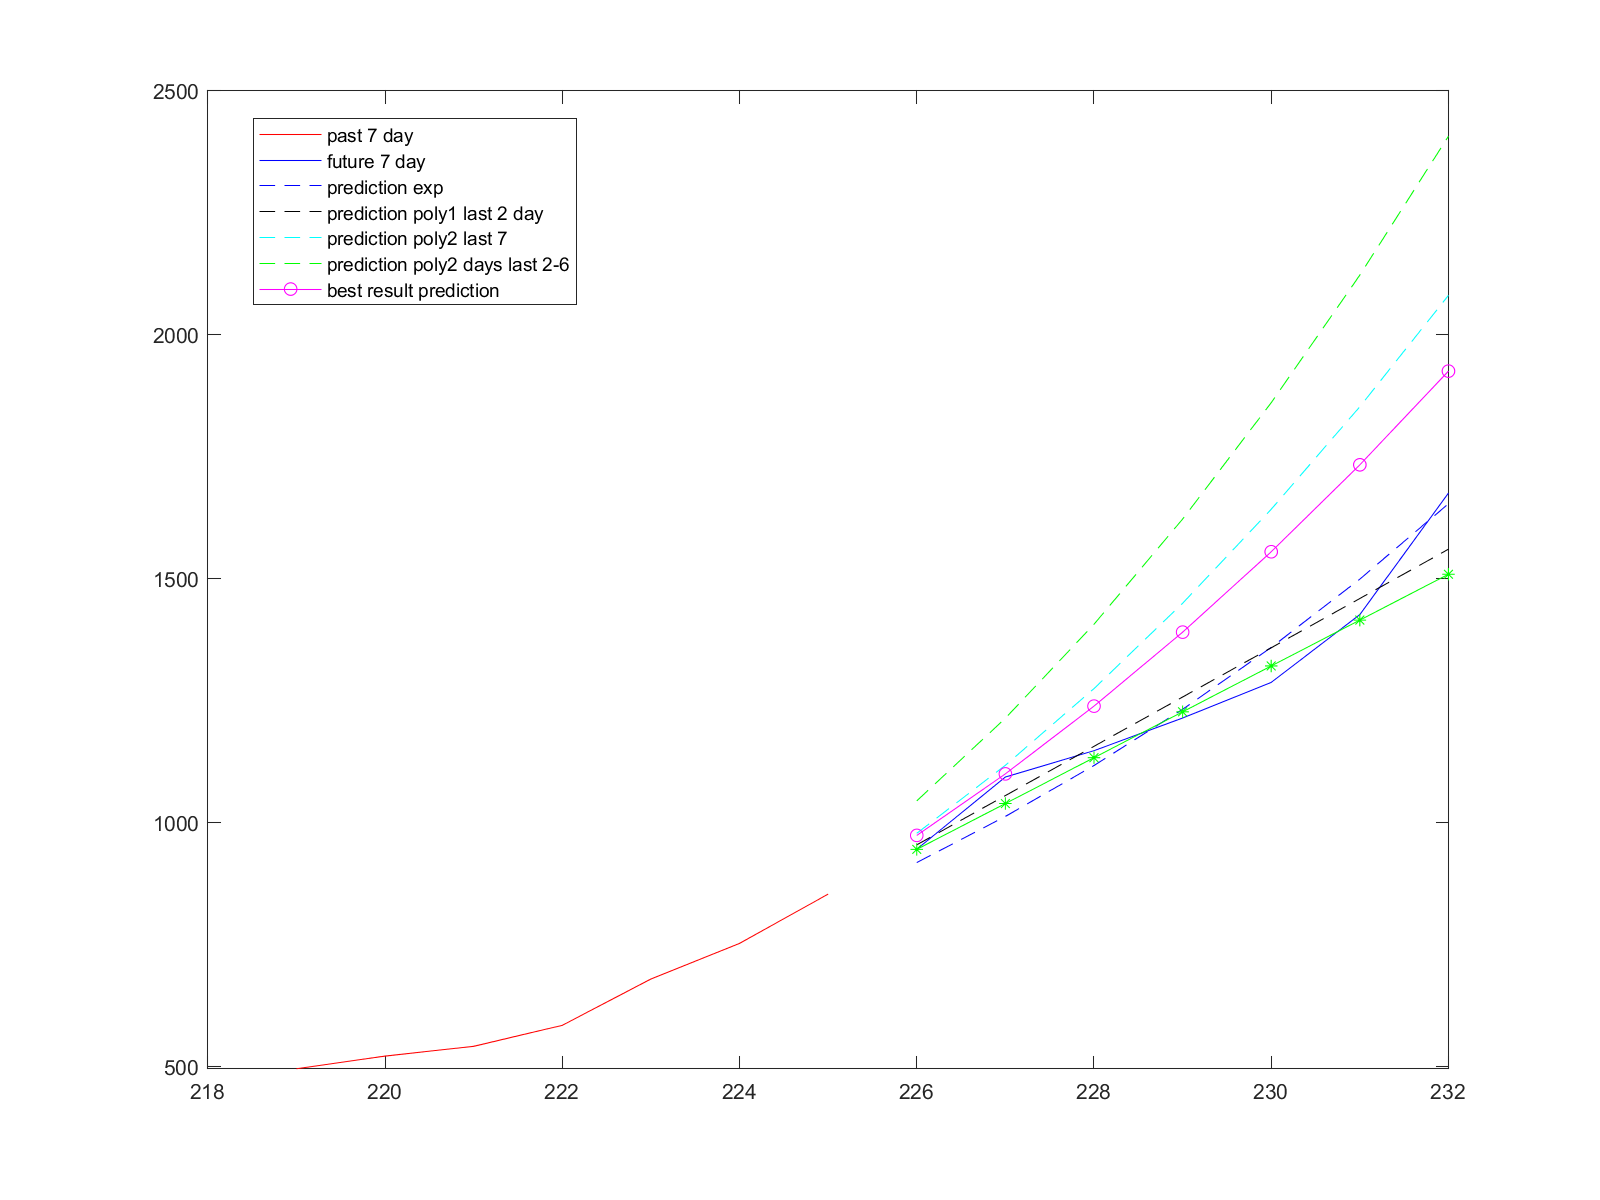 2500
2000
1500
1000
500
past 7 day
future 7 day
prediction exp
prediction poly1 last 2 day
prediction poly2 last 7
prediction poly2 days last 2-6
best result prediction
218 220 222 224 226 228 230 232